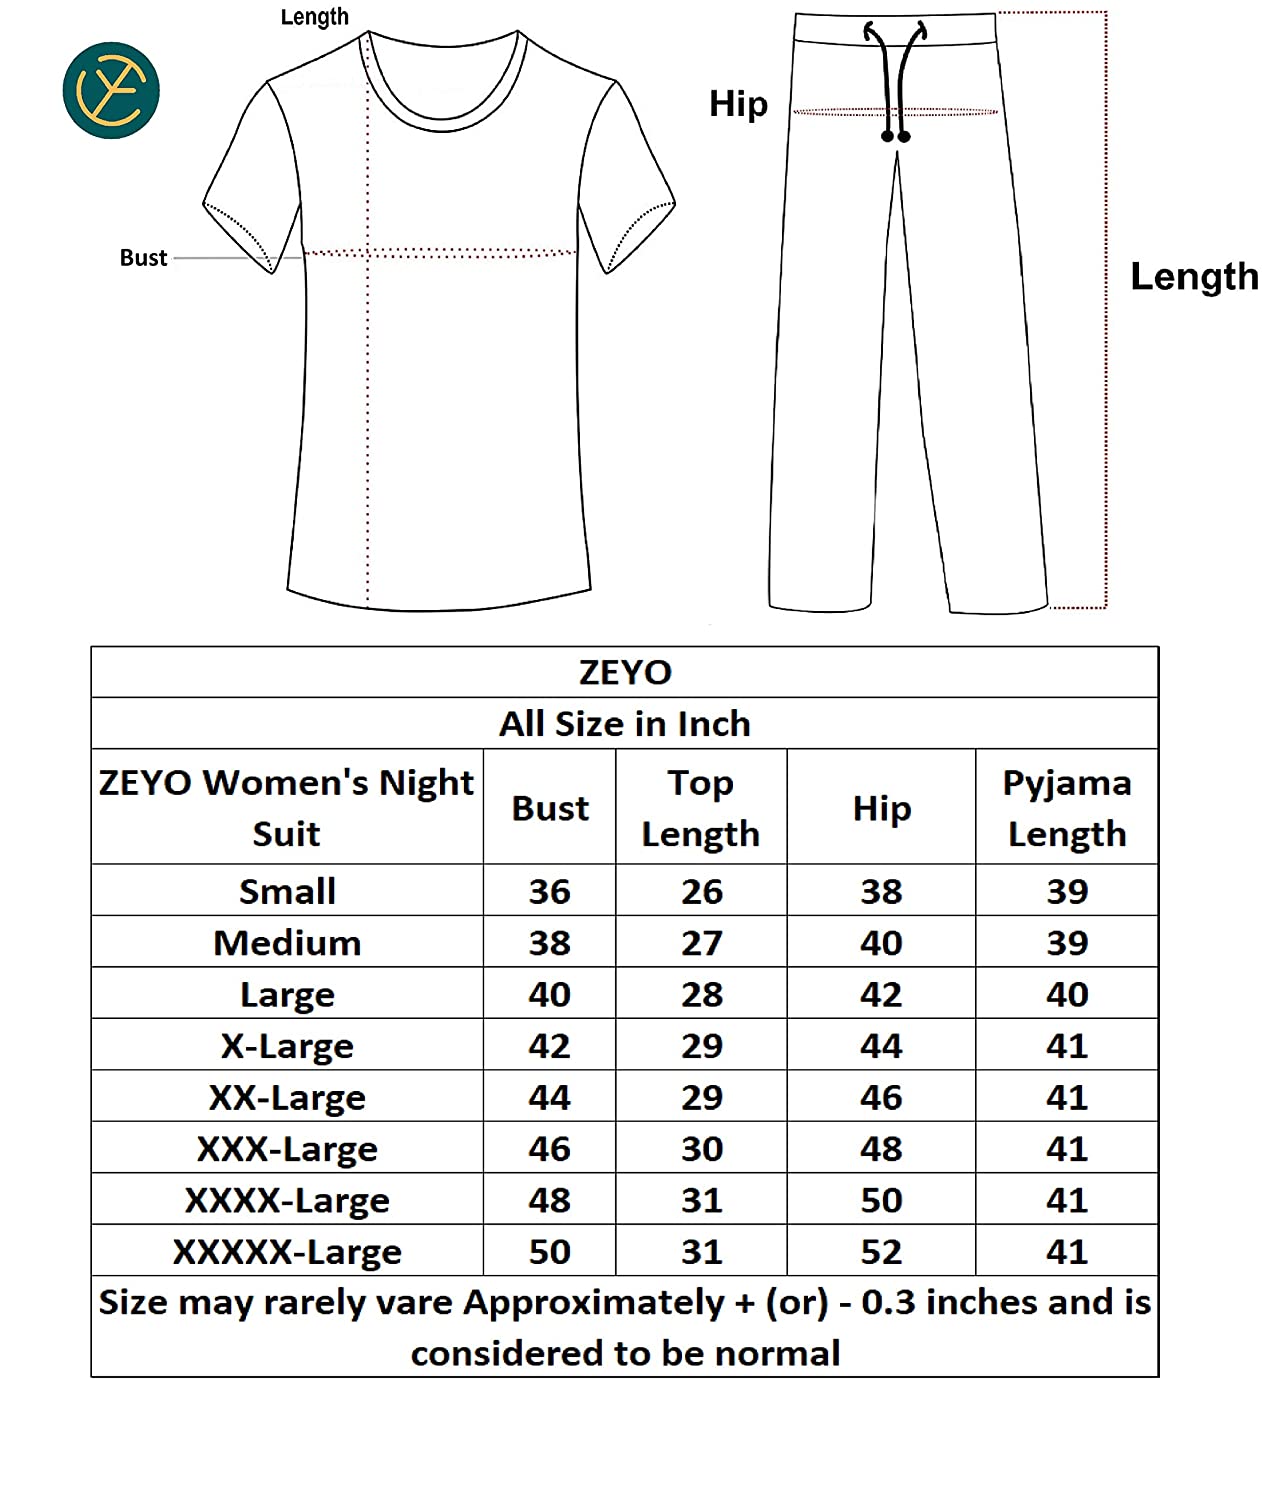 Length
Hip
Bust
Length
ZEYO
All Size in Inch
ZEYO Women's Night Suit Bust Top Length Hip Pyjama Length
Small 36 26 38 39
Medium 38 27 40 39
Large 40 28 42 40
X-Large 42 29 44 41
XX-Large 44 29 46 41
XXX-Large 46 30 48 41
XXXX-Large 48 31 50 41
XXXXX-Large 50 31 52 41
Size may rarely vare Approximately + (or) - 0.3 inches and is
considered to be normal